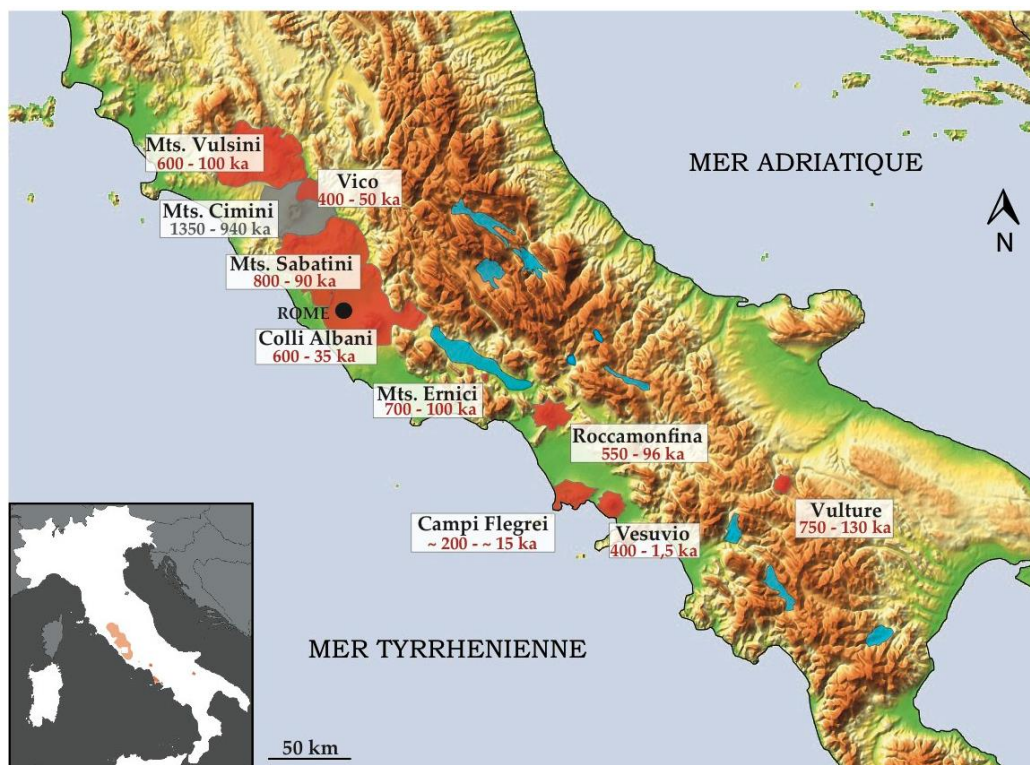 Mts. Vulsini
600 - 100 ka
MER ADRIATIQUE
Vico
400 - 50 ka
Mts. Cimini
1350 - 940 ka
N
Mts. Sabatini
800 - 90 ka
ROME
Colli Albani
600 - 35 ka
Mts. Ernici
700 - 100 ka
Roccamonfina
550 - 96 ka
Campi Flegrei
~ 200 - ~ 15 ka
Vesuvio
400 - 1,5 ka
Vulture
750 - 130 ka
MER TYRRHENIENNE
50 km